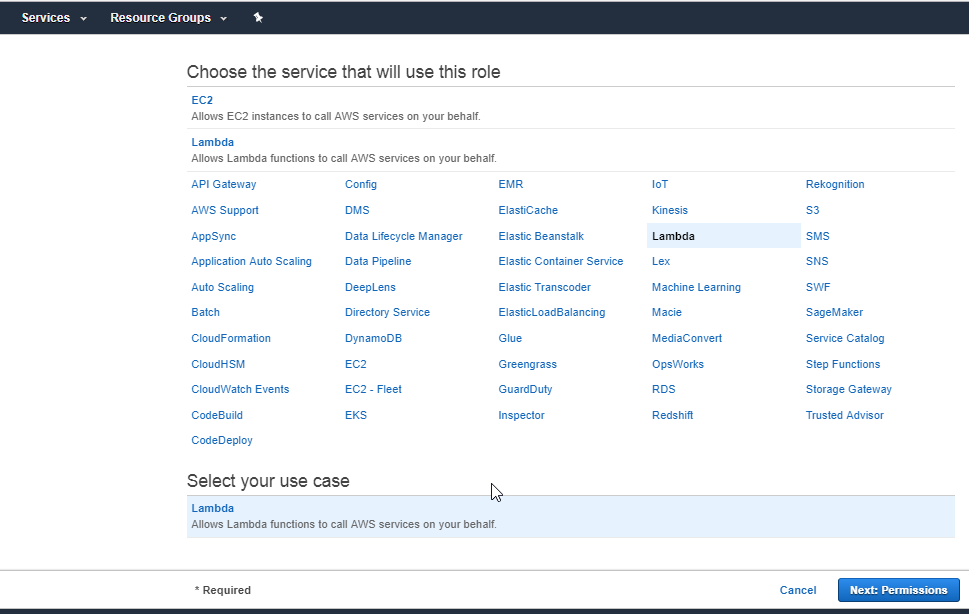 Services Resource Groups
Choose the service that will use this role
EC2
Allows EC2 instances to call AWS services on your behalf.
Lambda
Allows Lambda functions to call AWS services on your behalf.
API Gateway Config EMR IoT Rekognition
AWS Support DMS ElastiCache Kinesis S3
AppSync Data Lifecycle Manager Elastic Beanstalk Lambda SMS
Application Auto Scaling Data Pipeline Elastic Container Service Lex SNS
Auto Scaling DeepLens Elastic Transcoder Machine Learning SWF
Batch Directory Service ElasticLoadBalancing Macie SageMaker
CloudFormation DynamoDB Glue MediaConvert Service Catalog
CloudHSM EC2 Greengrass OpsWorks Step Functions
CloudWatch Events EC2 - Fleet GuardDuty RDS Storage Gateway
CodeBuild EKS Inspector Redshift Trusted Advisor
CodeDeploy
Select your use case
Lambda
Allows Lambda functions to call AWS services on your behalf.
* Required Cancel Next: Permissions